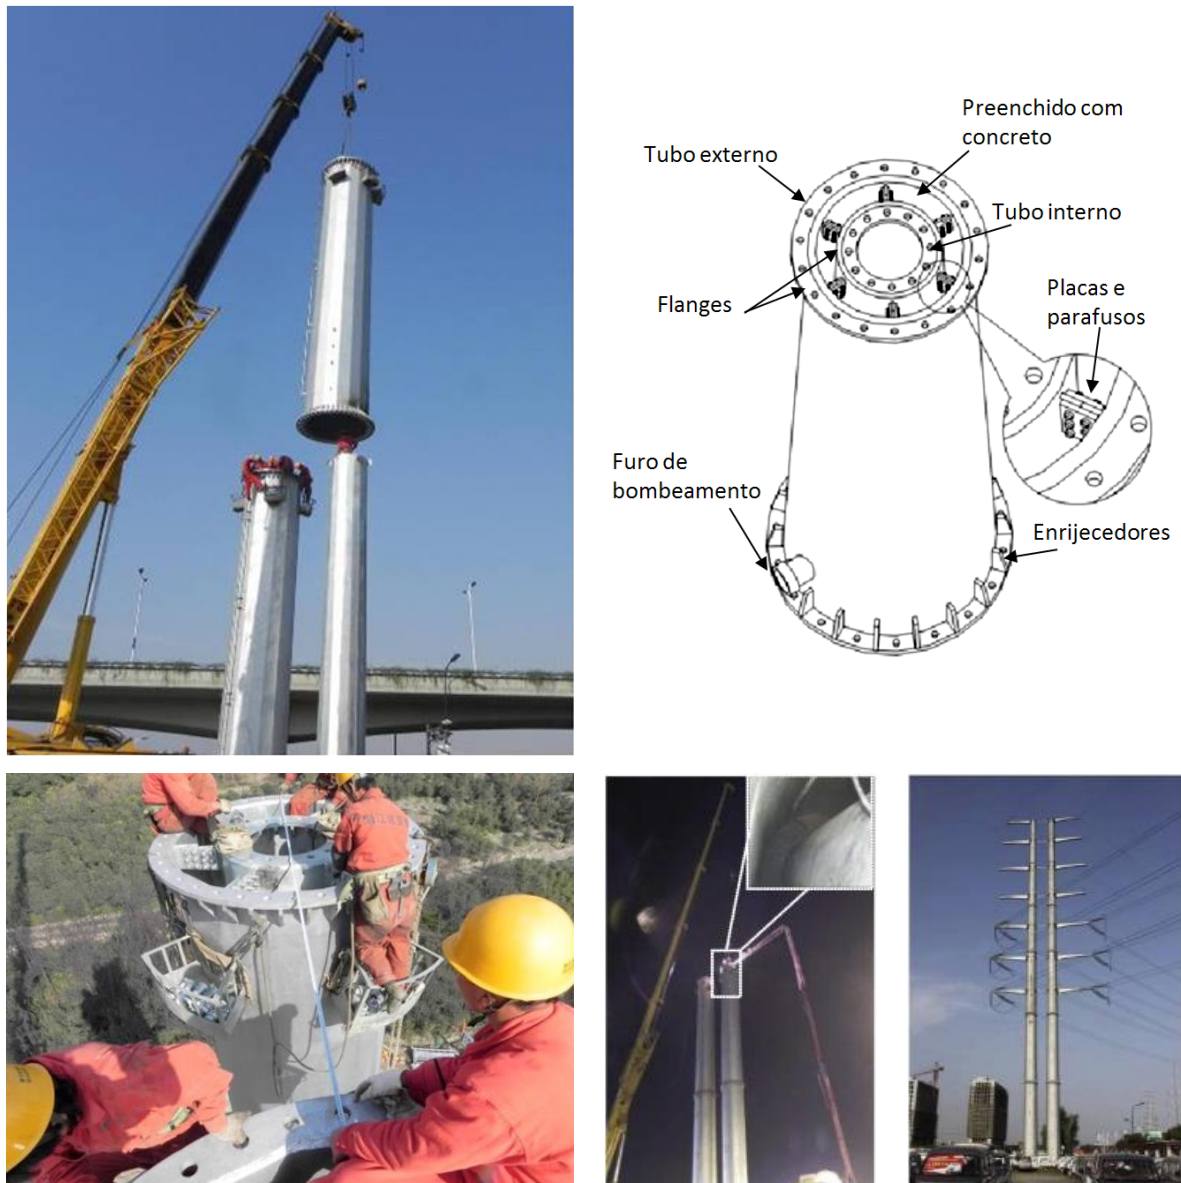 Preenchido com
concreto
Tubo externo
Tubo interno
Placas e
parafusos
Flanges
Furo de
bombeamento
Enrijecedores